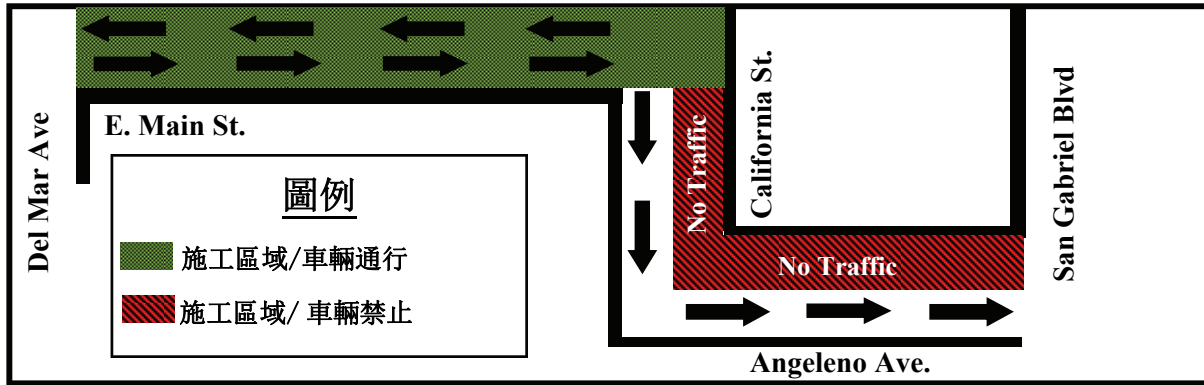 Del Mar Ave
E. Main St.
圖例
施工區域/車輛通行
施工區域/ 車輛禁止
No Traffic
California St.
No Traffic
Angeleno Ave.
San Gabriel Blvd